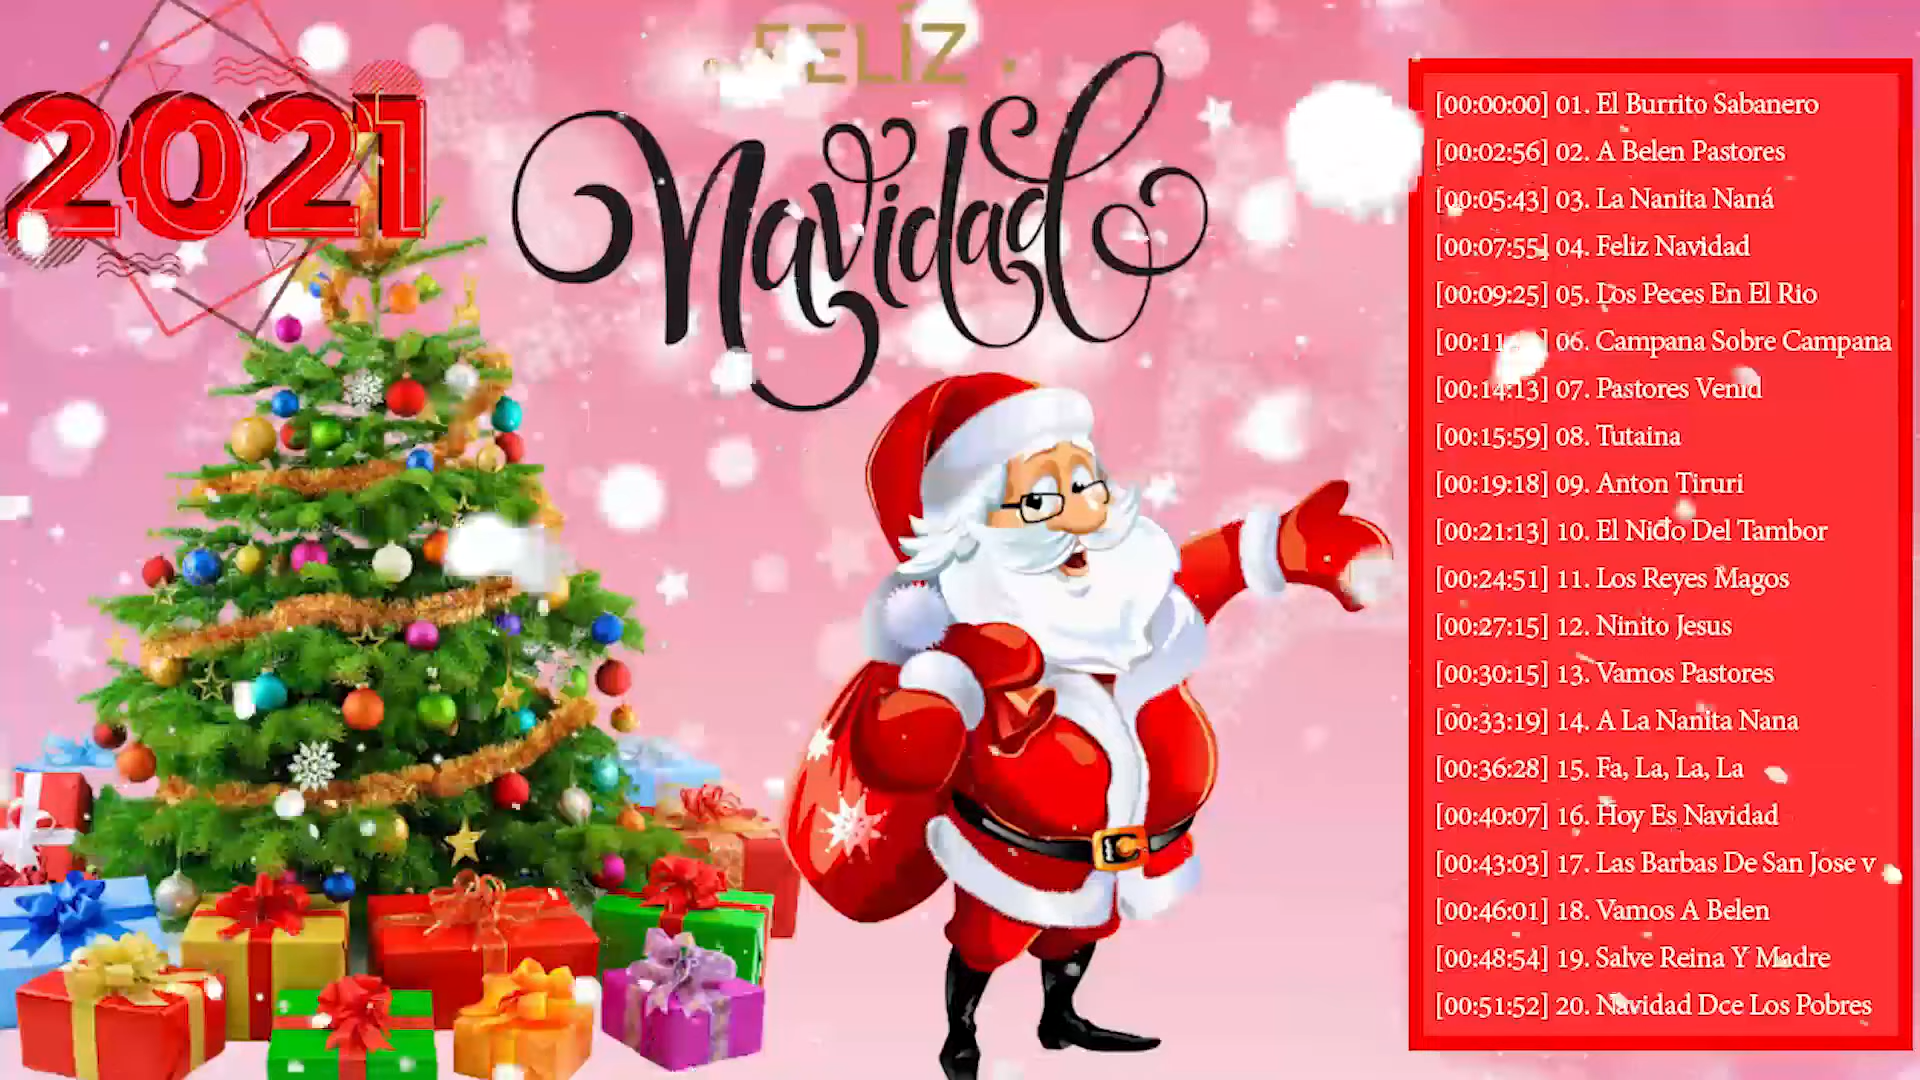 2021
FELÍZ
Navidad
[00:00:00] 01. El Burrito Sabanero
[00:02:56] 02. A Belen Pastores
[00:05:43] 03. La Nanita Naná
[00:07:55] 04. Feliz Navidad
[00:09:25] 05. Los Peces En El Rio
06. Campana Sobre Campana
[00:14:13] 07. Pastores Venid
[00:15:59] 08. Tutaina
[00:19:18] 09. Anton Tiruri
[00:21:13] 10. El Nido Del Tambor
[00:24:51] 11. Los Reyes Magos
[00:27:15] 12. Ninito Jesus
[00:30:15] 13. Vamos Pastores
[00:33:19] 14. A La Nanita Nana
[00:36:28] 15. Fa, La, La, La
[00:40:07] 16. Hoy Es Navidad
[00:43:03] 17. Las Barbas De San Jose v
[00:46:01] 18. Vamos A Belen
[00:48:54] 19. Salve Reina Y Madre
[00:51:52] 20. Navidad Dce Los Pobres